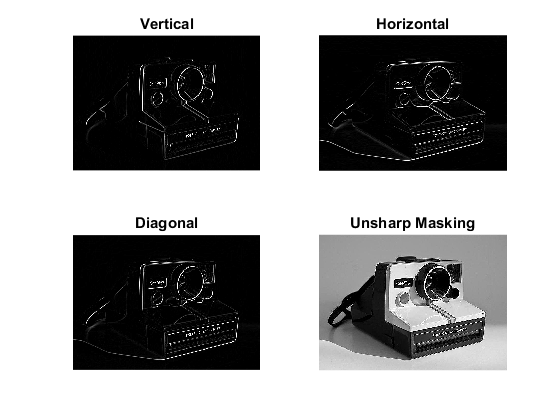 Vertical
Horizontal
Diagonal
Unsharp Masking